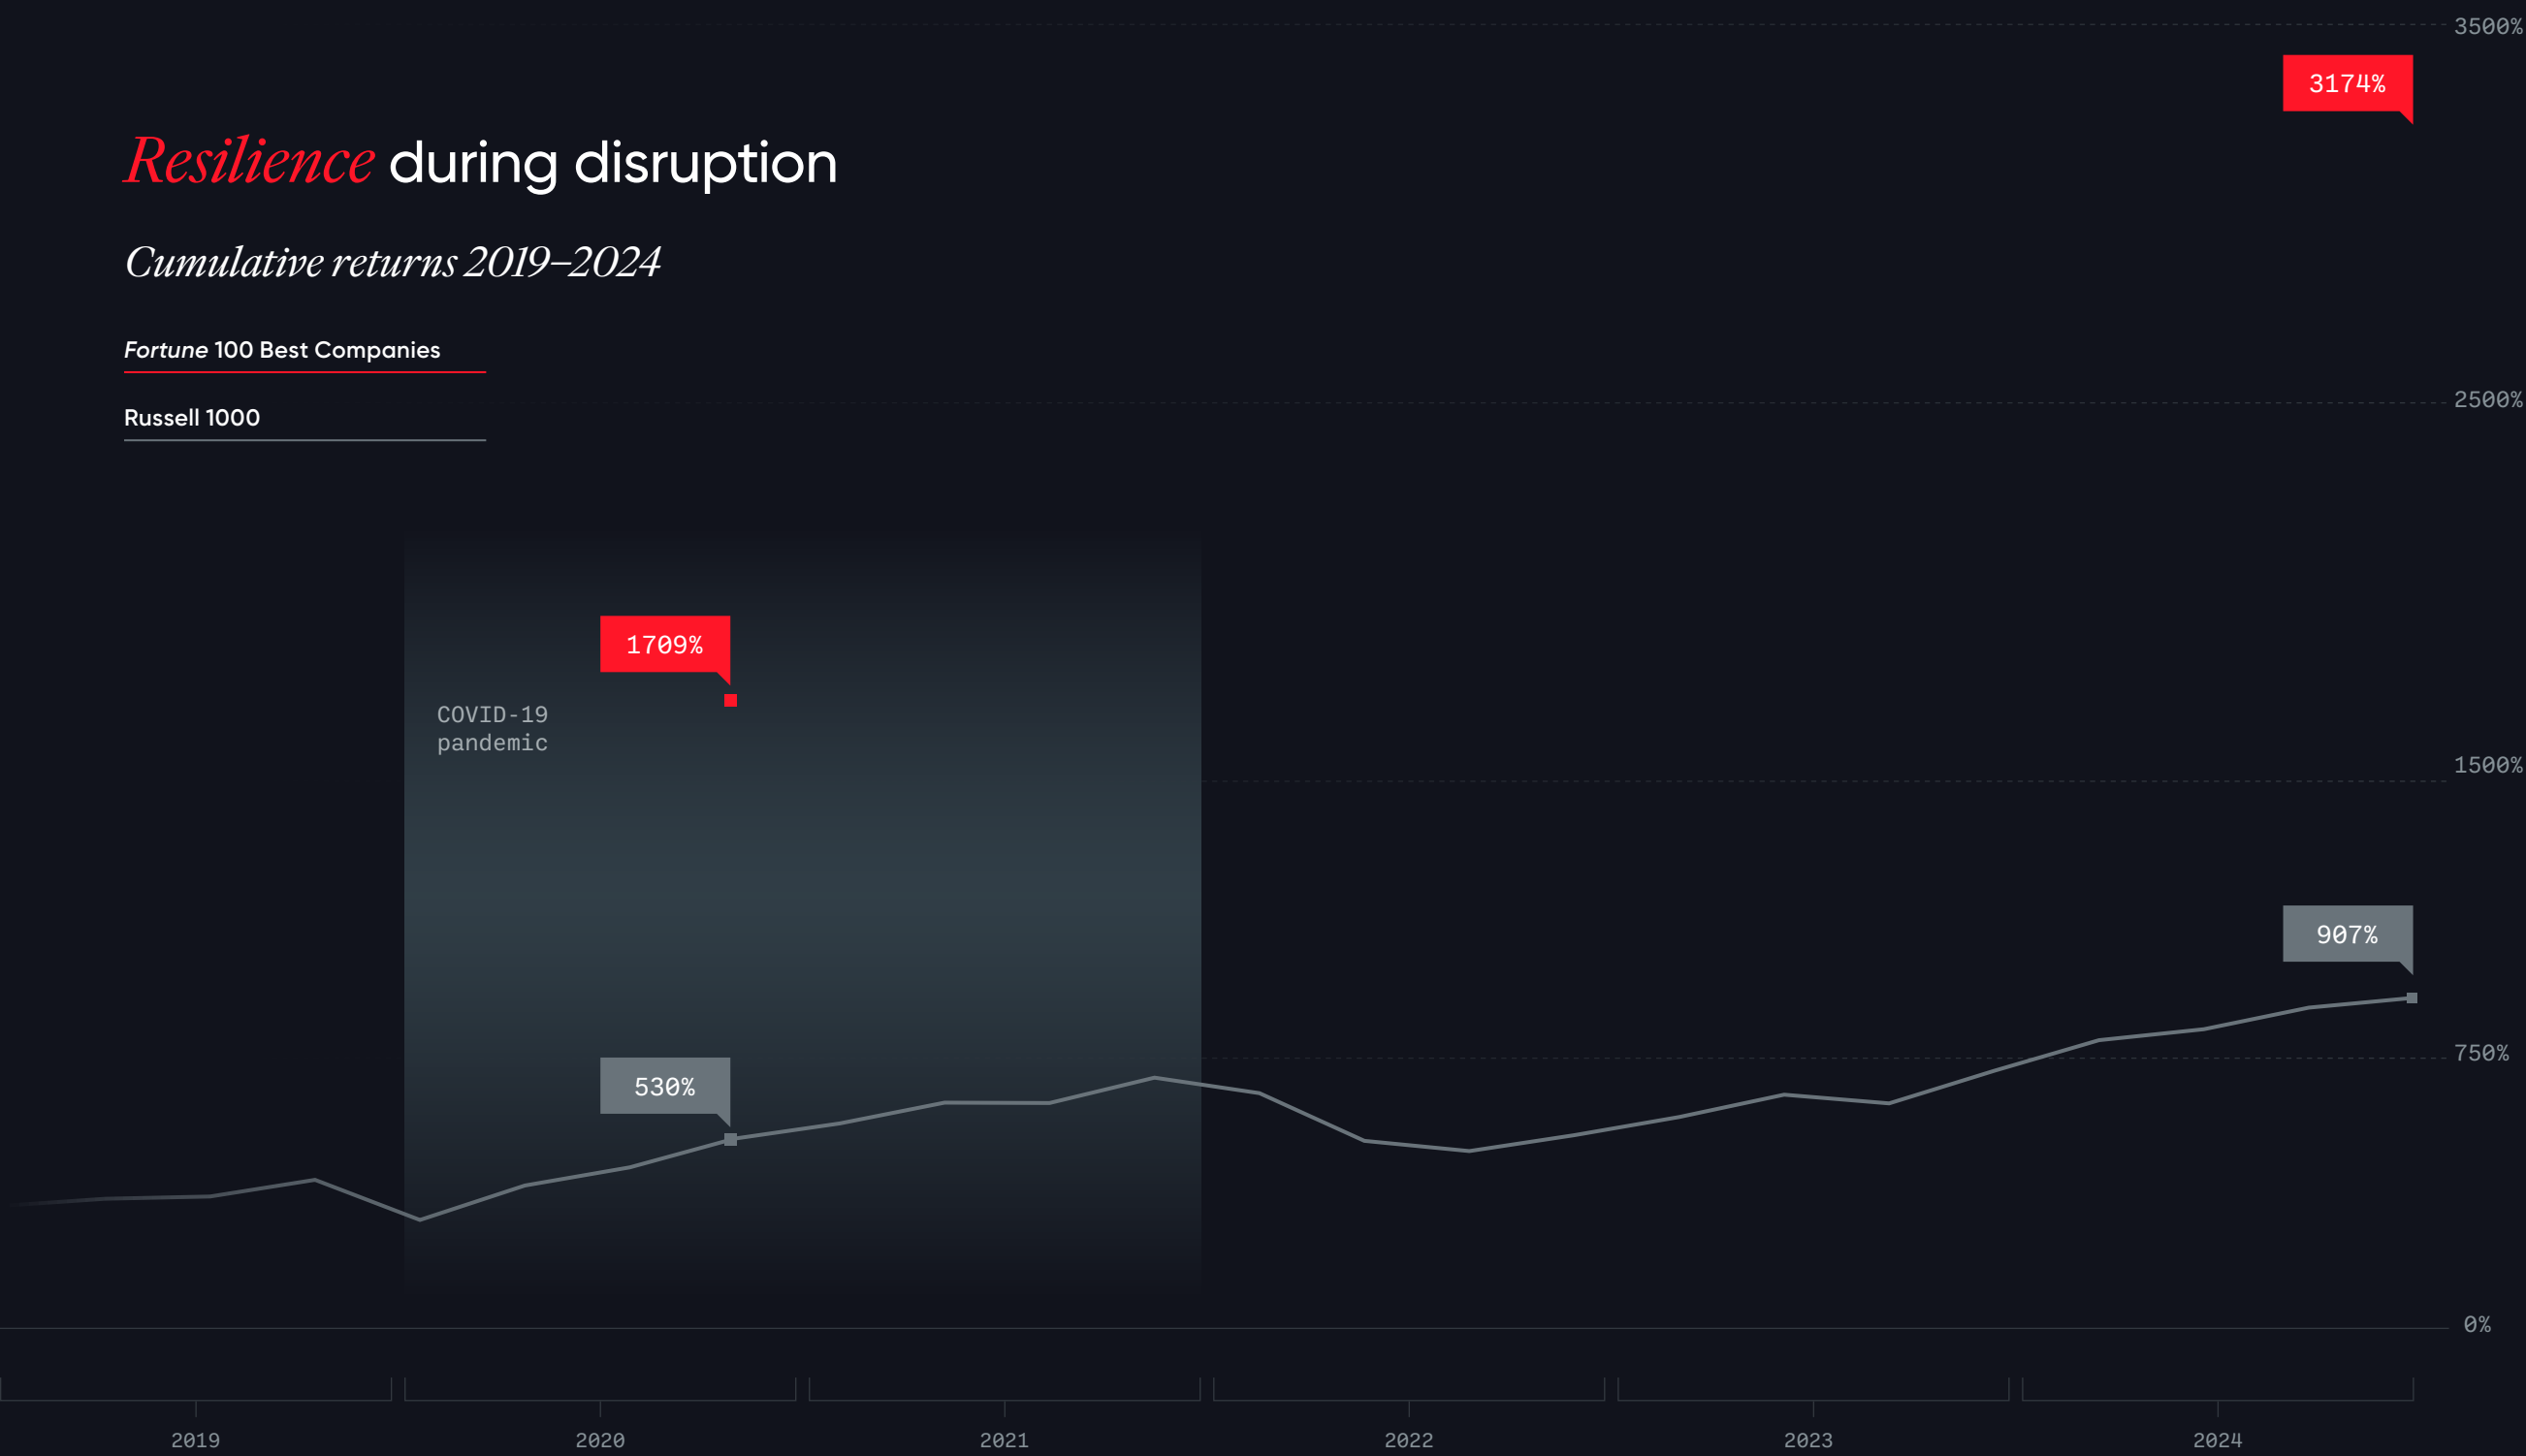 3500%
3174%
Resilience during disruption
Cumulative returns 2019–2024
Fortune 100 Best Companies
2500%
Russell 1000
1709%
COVID-19
pandemic
1500%
907%
750%
530%
0%
2019
2020
2021
2022
2023
2024